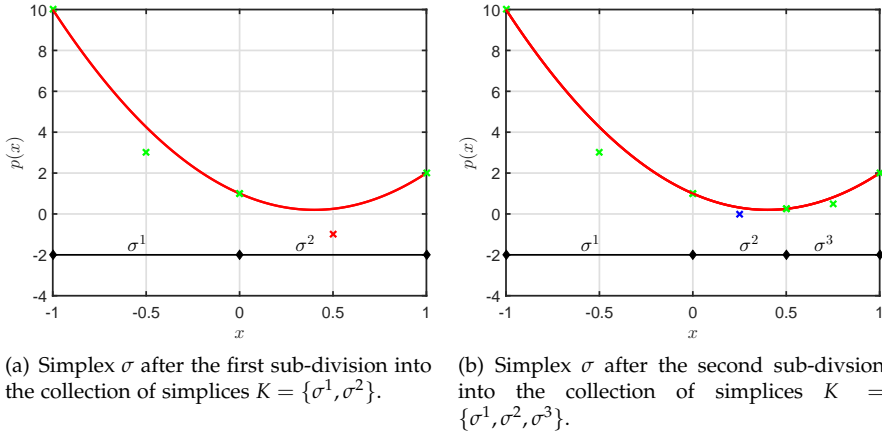 10
8
6
4
2
0
-2
-4
p(x)
σ¹
σ²
-1
-0.5
0
0.5
1
x
10
8
6
4
2
0
-2
-4
p(x)
σ¹
σ²
σ³
-1
-0.5
0
0.5
1
x
(a) Simplex σ after the first sub-division into
the collection of simplices K = {σ¹, σ²}.
(b) Simplex σ after the second sub-divsion
into the collection of simplices K =
{σ¹, σ², σ³}.